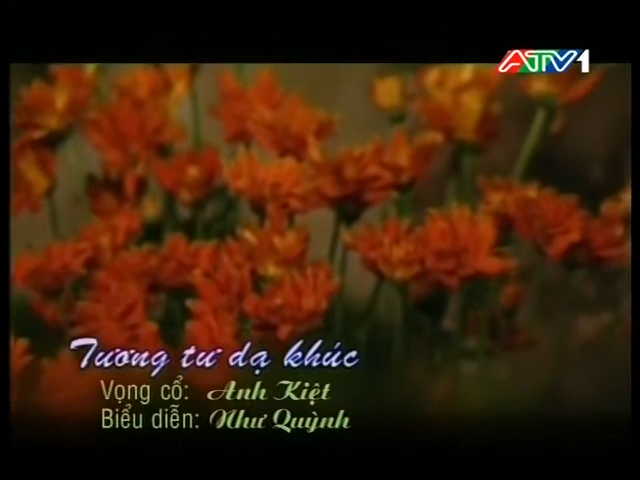 ATV1
Tương tư dạ khúc
Vọng cổ: Anh Kiệt
Biểu diễn: Như Quỳnh